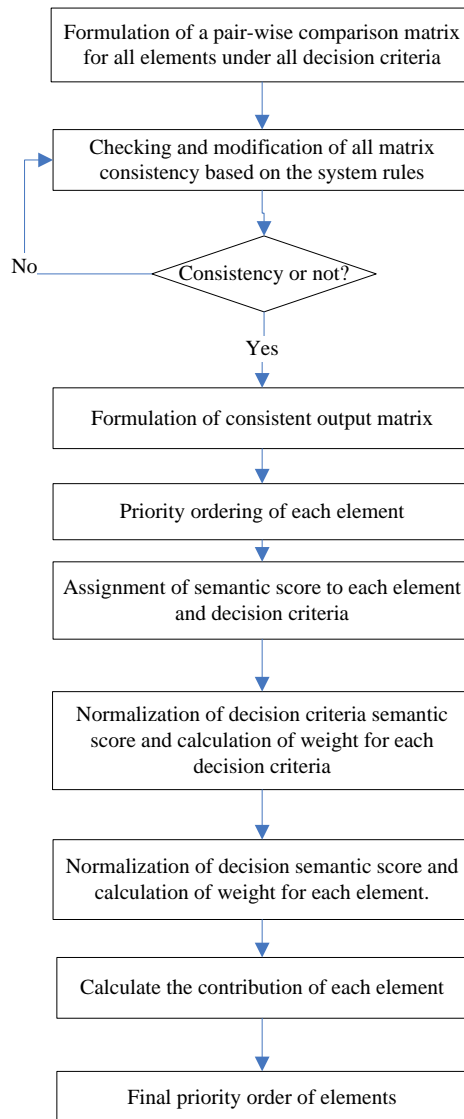 Formulation of a pair-wise comparison matrix
for all elements under all decision criteria
Checking and modification of all matrix
consistency based on the system rules
No
Consistency or not?
Yes
Formulation of consistent output matrix
Priority ordering of each element
Assignment of semantic score to each element
and decision criteria
Normalization of decision criteria semantic
score and calculation of weight for each
decision criteria
Normalization of decision semantic score and
calculation of weight for each element.
Calculate the contribution of each element
Final priority order of elements